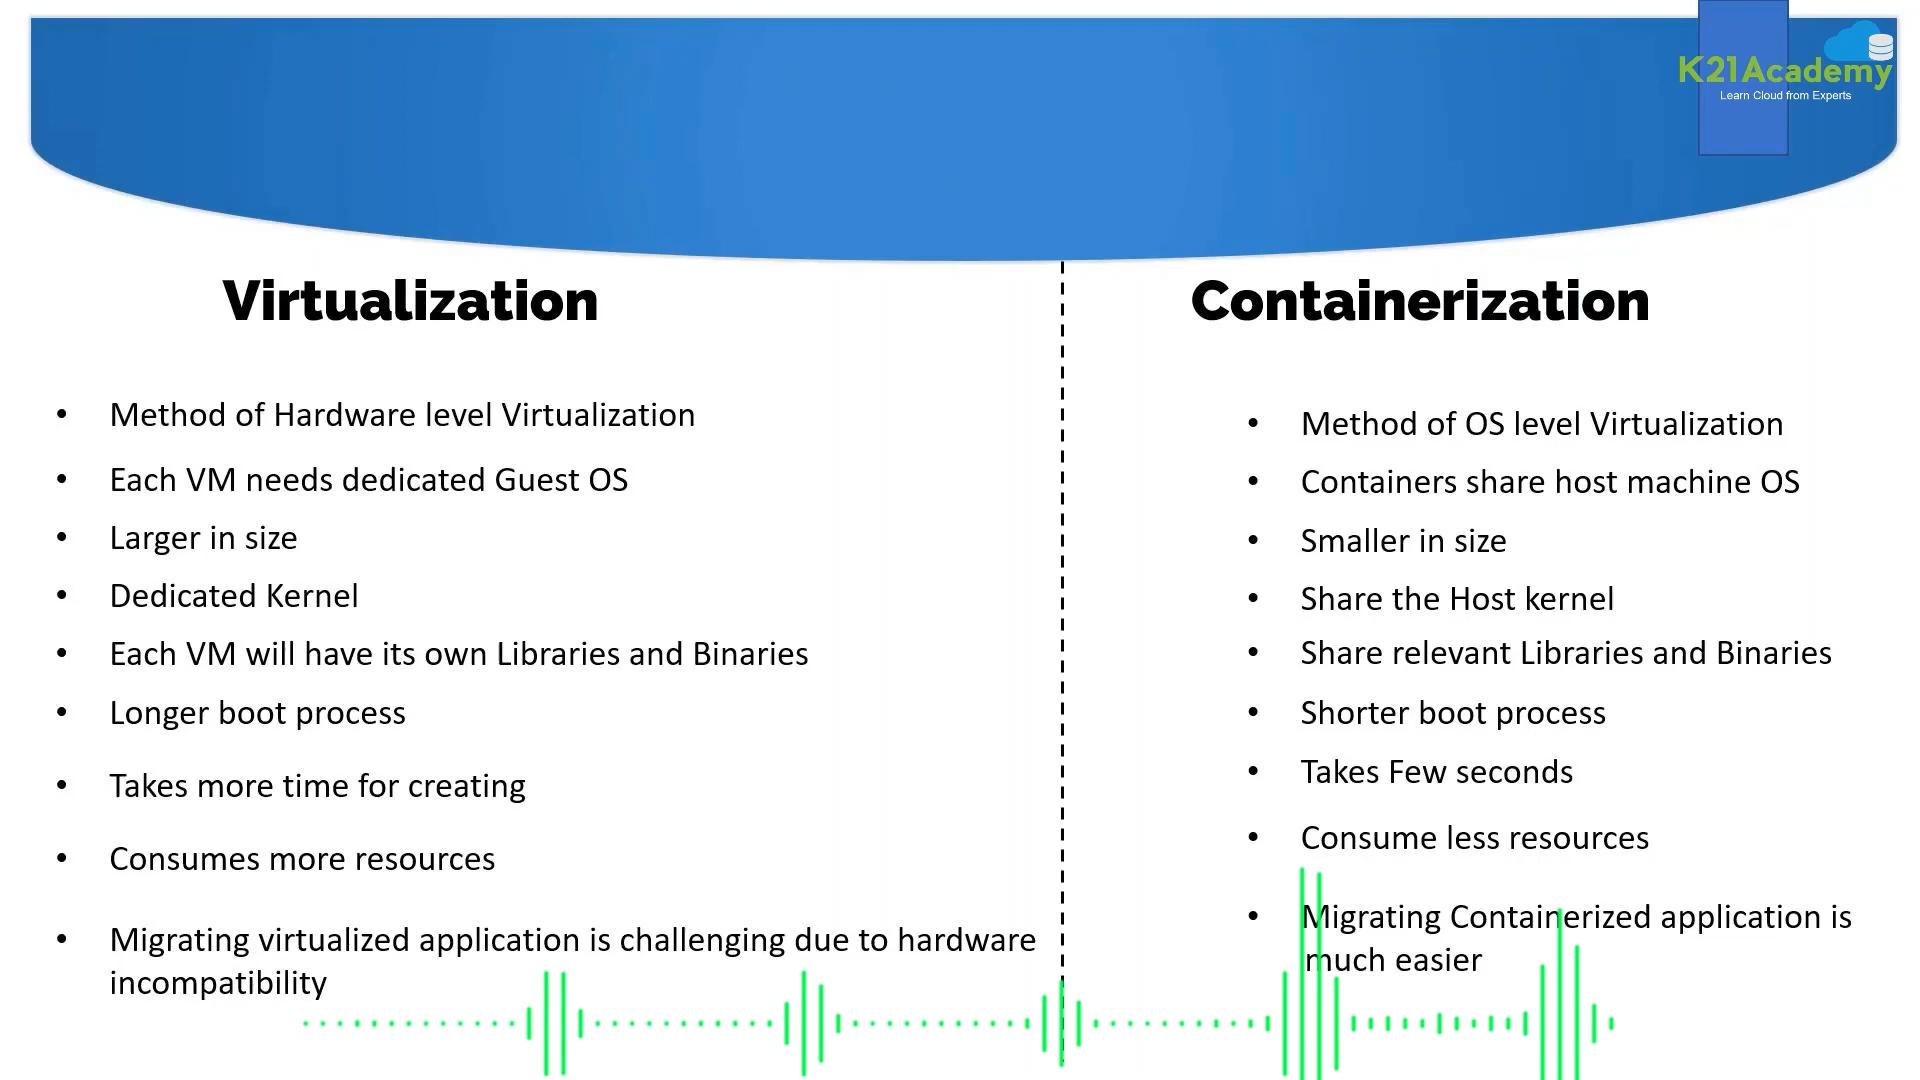 K21Academy
Learn Cloud from Experts
Virtualization
• Method of Hardware level Virtualization
• Each VM needs dedicated Guest OS
• Larger in size
• Dedicated Kernel
• Each VM will have its own Libraries and Binaries
• Longer boot process
• Takes more time for creating
• Consumes more resources
• Migrating virtualized application is challenging due to hardware
incompatibility
Containerization
• Method of OS level Virtualization
• Containers share host machine OS
• Smaller in size
• Share the Host kernel
• Share relevant Libraries and Binaries
• Shorter boot process
• Takes Few seconds
• Consume less resources
• Migrating Containerized application is
much easier